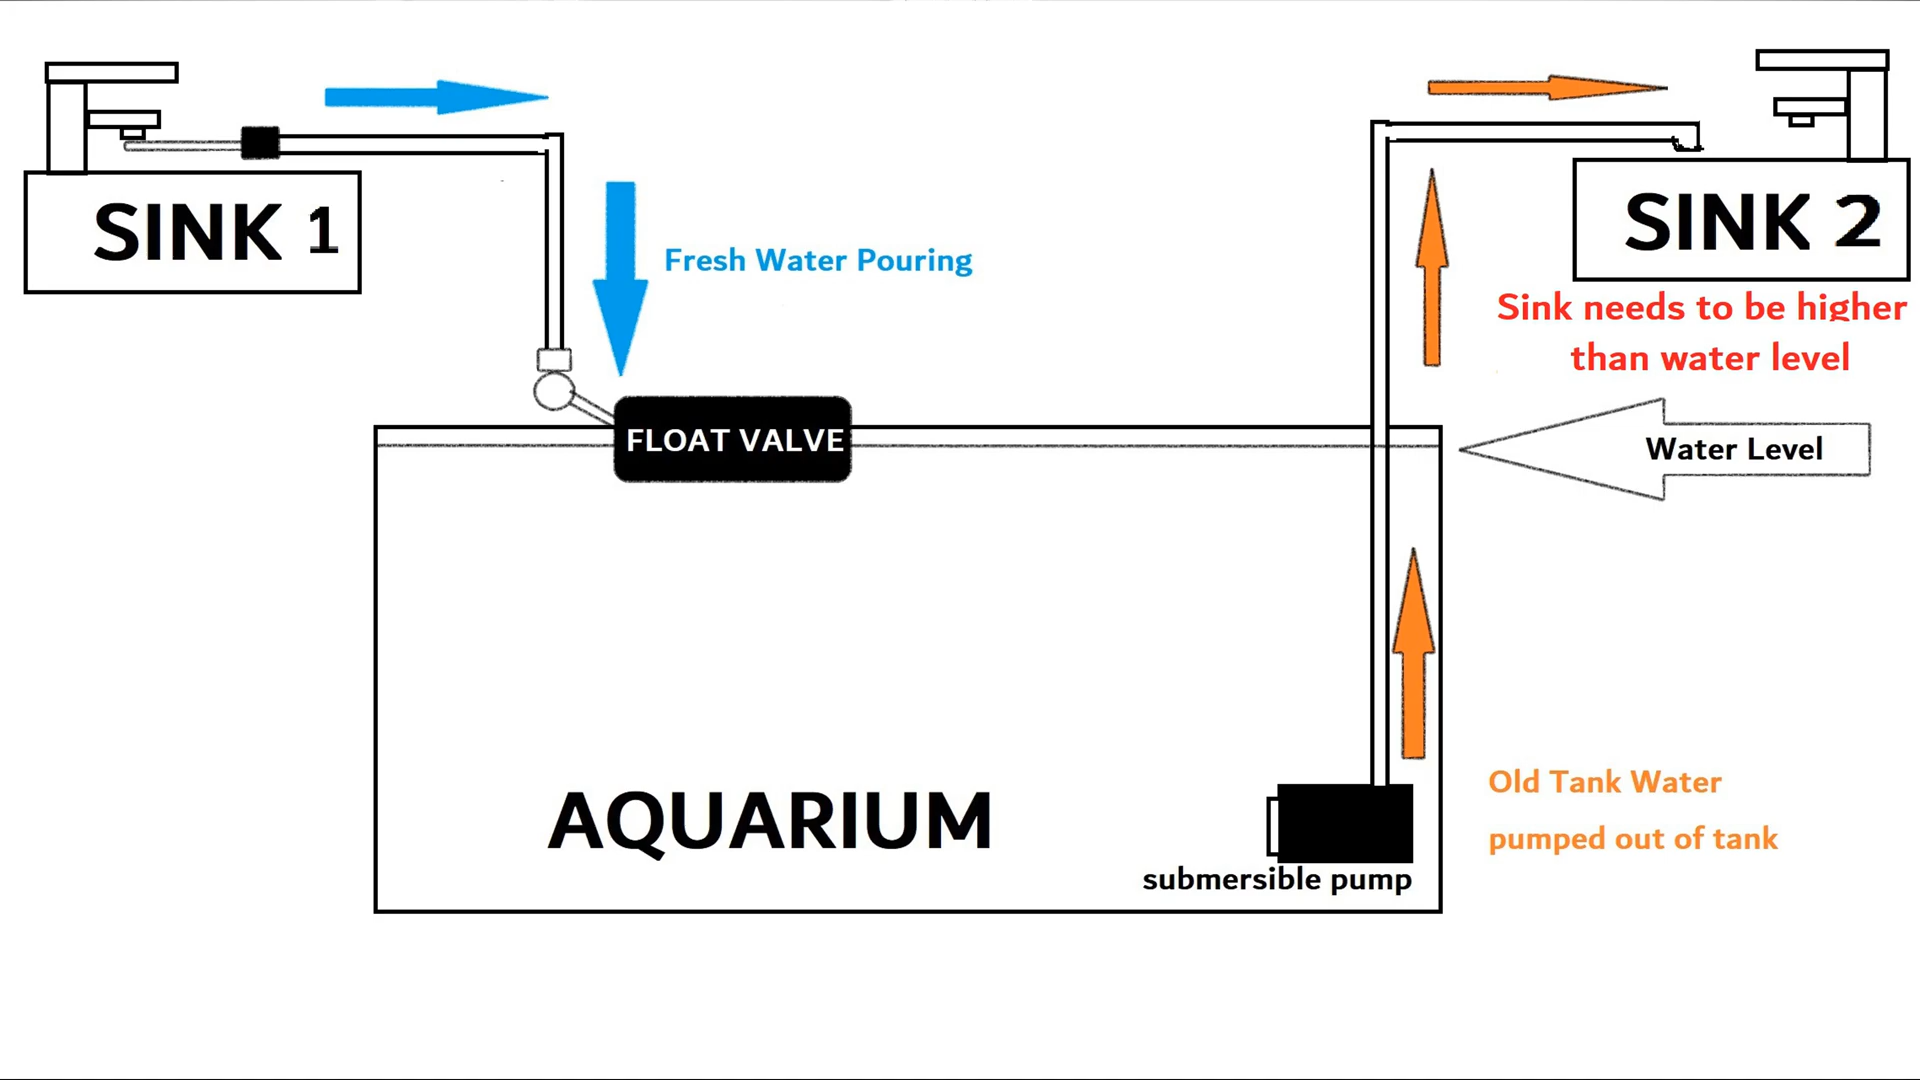 SINK 1
SINK 2
Fresh Water Pouring
Sink needs to be higher
than water level
FLOAT VALVE
Water Level
Old Tank Water
pumped out of tank
AQUARIUM
submersible pump